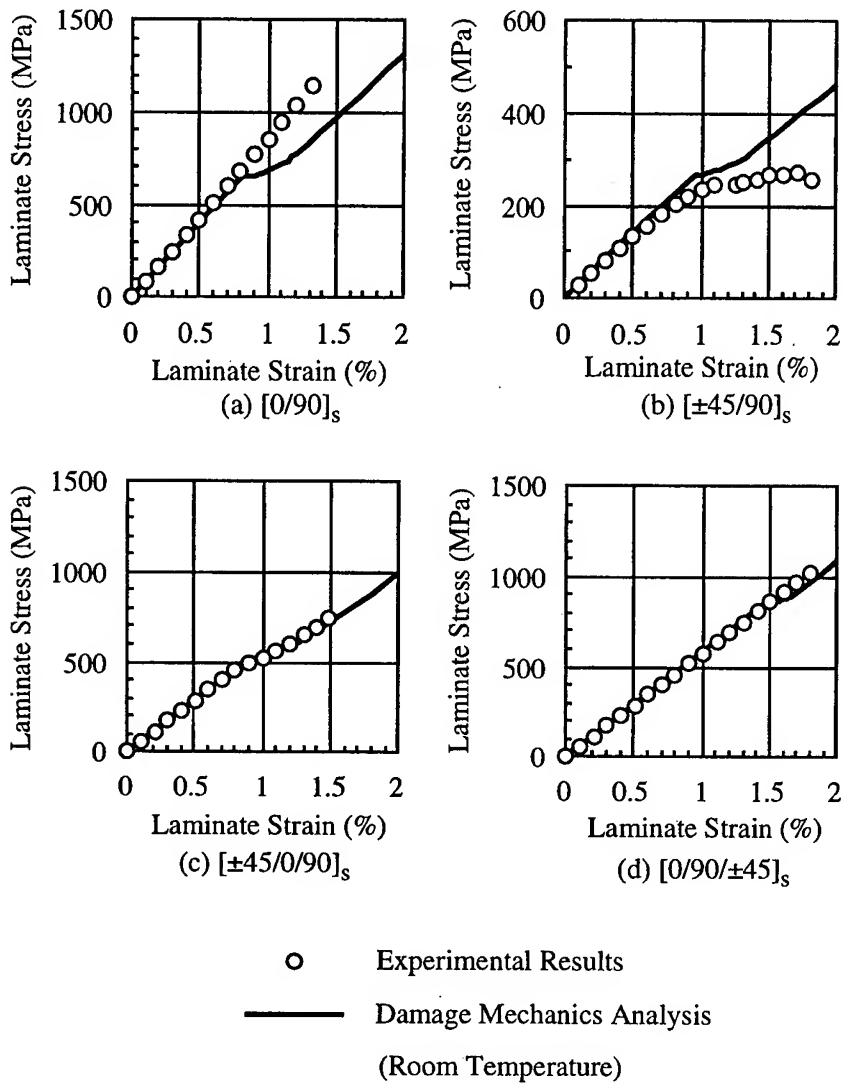 1500
1000
500
0
Laminate Stress (MPa)
0 0.5 1 1.5 2
Laminate Strain (%)
(a) [0/90]s
600
400
200
0
Laminate Stress (MPa)
0 0.5 1 1.5 2
Laminate Strain (%)
(b) [±45/90]s
1500
1000
500
0
Laminate Stress (MPa)
0 0.5 1 1.5 2
Laminate Strain (%)
(c) [±45/0/90]s
1500
1000
500
0
Laminate Stress (MPa)
0 0.5 1 1.5 2
Laminate Strain (%)
(d) [0/90/±45]s
Experimental Results
Damage Mechanics Analysis
(Room Temperature)